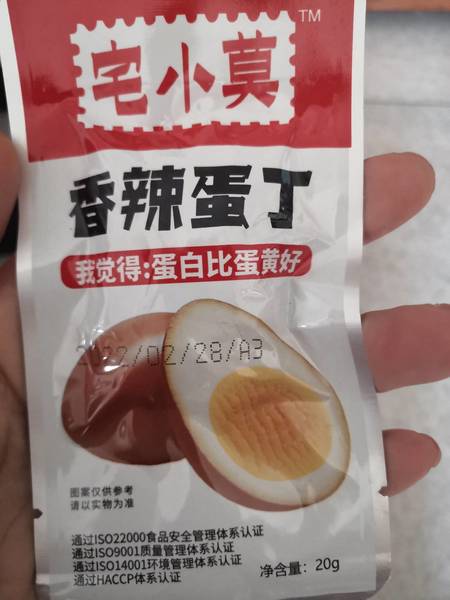 宅小莫
TM
香辣蛋丁
我觉得:蛋白比蛋黄好
2022/02/28/A3
图案仅供参考
请以实物为准
通过ISO22000食品安全管理体系认证
通过ISO9001质量管理体系认证
通过ISO14001环境管理体系认证
通过HACCP体系认证
净含量: 20g